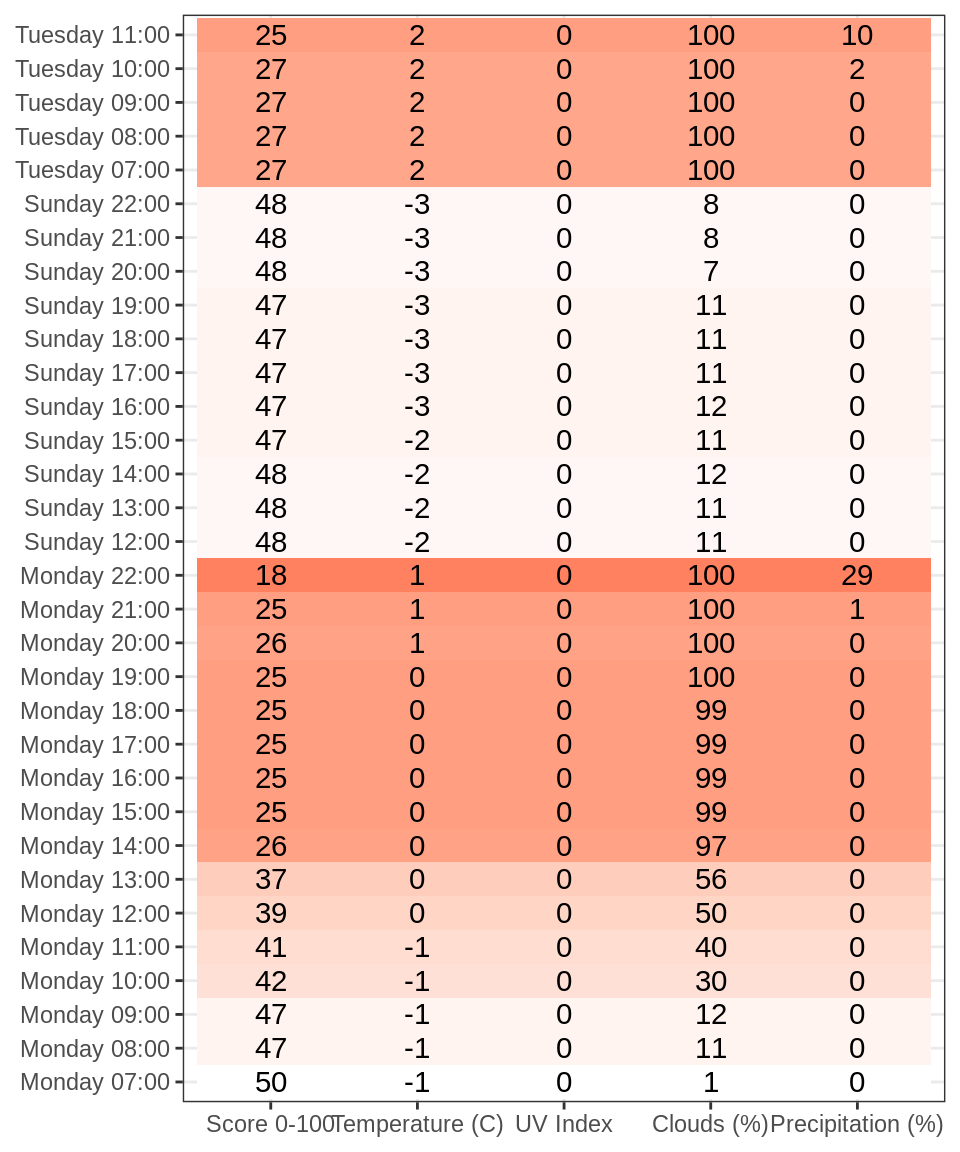 Tuesday 11:00 25 2 0 100 10
Tuesday 10:00 27 2 0 100 2
Tuesday 09:00 27 2 0 100 0
Tuesday 08:00 27 2 0 100 0
Tuesday 07:00 27 2 0 100 0
Sunday 22:00 48 -3 0 8 0
Sunday 21:00 48 -3 0 8 0
Sunday 20:00 48 -3 0 7 0
Sunday 19:00 47 -3 0 11 0
Sunday 18:00 47 -3 0 11 0
Sunday 17:00 47 -3 0 11 0
Sunday 16:00 47 -3 0 12 0
Sunday 15:00 47 -2 0 11 0
Sunday 14:00 48 -2 0 12 0
Sunday 13:00 48 -2 0 11 0
Sunday 12:00 48 -2 0 11 0
Monday 22:00 18 1 0 100 29
Monday 21:00 25 1 0 100 1
Monday 20:00 26 1 0 100 0
Monday 19:00 25 0 0 100 0
Monday 18:00 25 0 0 99 0
Monday 17:00 25 0 0 99 0
Monday 16:00 25 0 0 99 0
Monday 15:00 25 0 0 99 0
Monday 14:00 26 0 0 97 0
Monday 13:00 37 0 0 56 0
Monday 12:00 39 0 0 50 0
Monday 11:00 41 -1 0 40 0
Monday 10:00 42 -1 0 30 0
Monday 09:00 47 -1 0 12 0
Monday 08:00 47 -1 0 11 0
Monday 07:00 50 -1 0 1 0
Score 0-100 Temperature (C) UV Index Clouds (%) Precipitation (%)